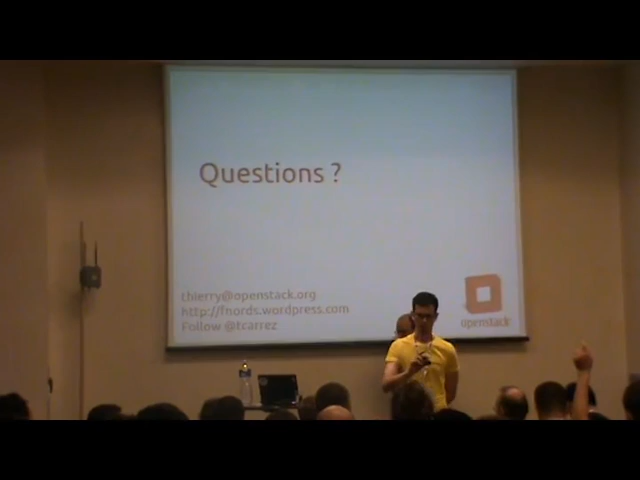 Questions ?
thierry@openstack.org
http://fnords.wordpress.com
Follow @tcarrez
openstack